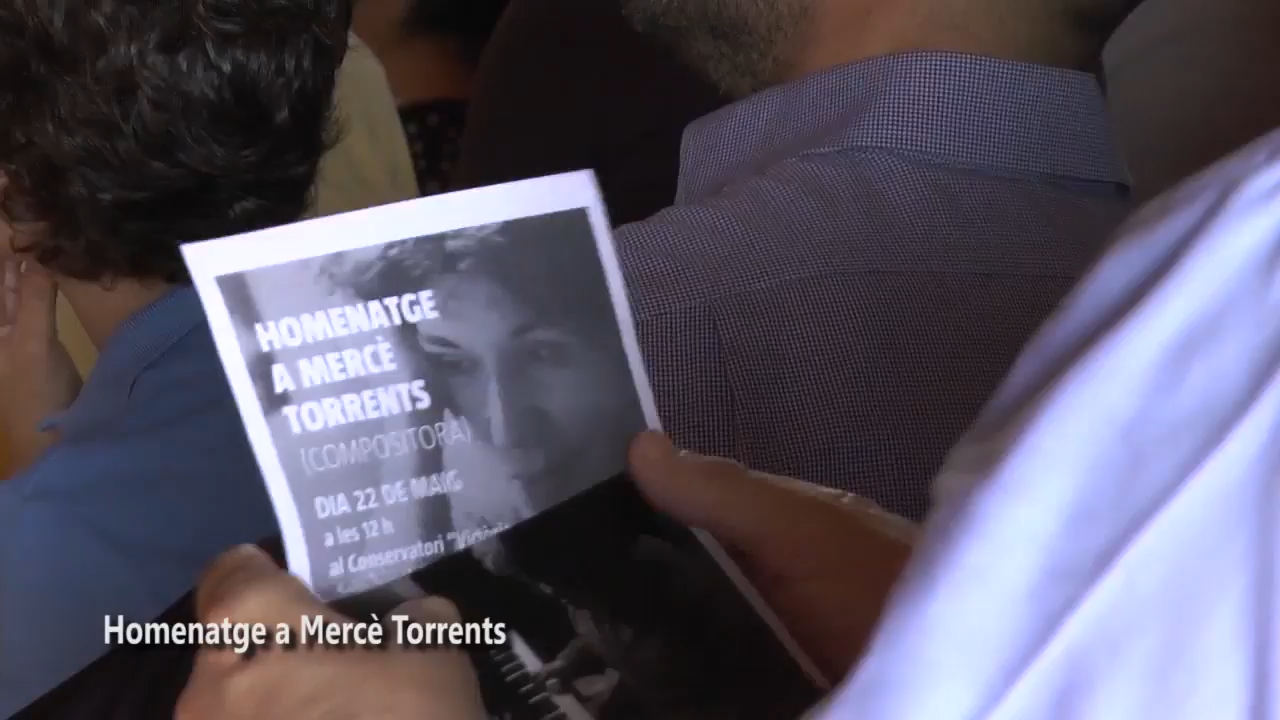 HOMENATGE
A MERCÈ
TORRENTS
(COMPOSITORA)
DIA 22 DE MAIG
a les 12 h
al Conservatori
Homenatge a Mercè Torrents